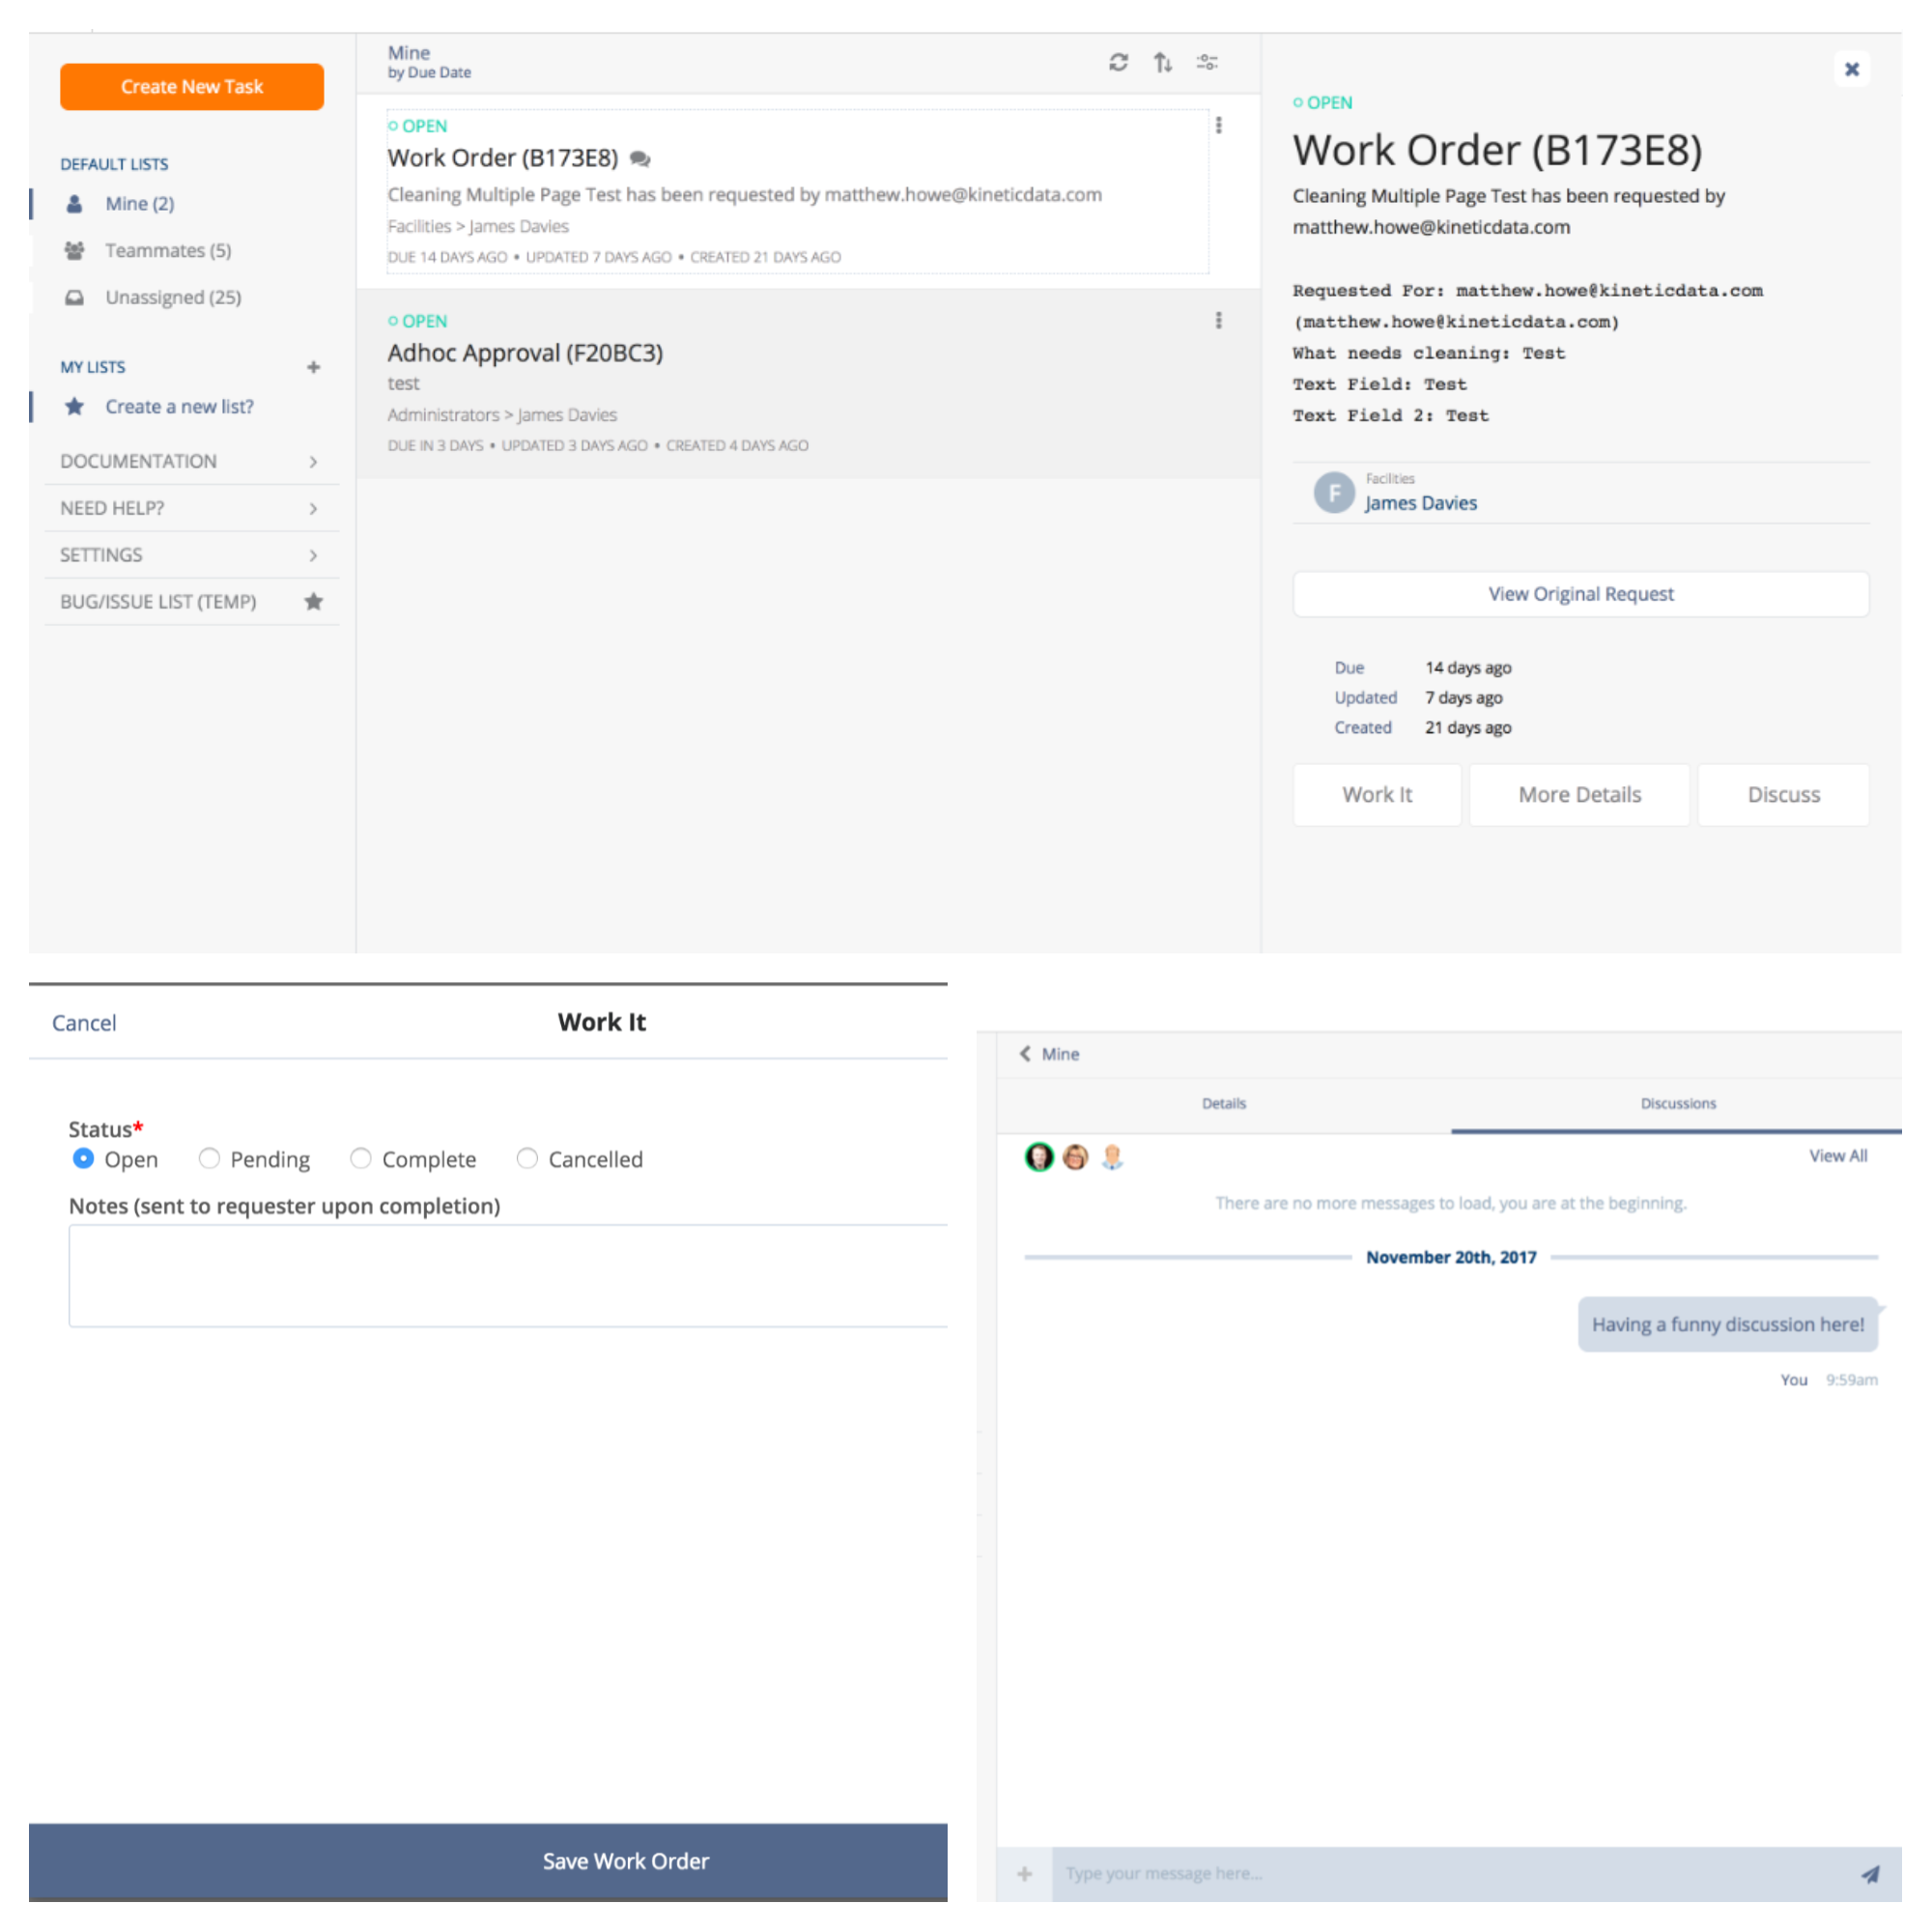 Create New Task
DEFAULT LISTS
Mine (2)
Teammates (5)
Unassigned (25)
MY LISTS +
Create a new list?
DOCUMENTATION
NEED HELP?
SETTINGS
BUG/ISSUE LIST (TEMP)
Mine
by Due Date
OPEN
Work Order (B173E8)
Cleaning Multiple Page Test has been requested by matthew.howe@kineticdata.com
Facilities > James Davies
DUE 14 DAYS AGO • UPDATED 7 DAYS AGO • CREATED 21 DAYS AGO
OPEN
Adhoc Approval (F20BC3)
test
Administrators > James Davies
DUE IN 3 DAYS • UPDATED 3 DAYS AGO • CREATED 4 DAYS AGO
OPEN
Work Order (B173E8)
Cleaning Multiple Page Test has been requested by
matthew.howe@kineticdata.com
Requested For: matthew.howe@kineticdata.com
(matthew.howe@kineticdata.com)
What needs cleaning: Test
Text Field: Test
Text Field 2: Test
F
Facilities
James Davies
View Original Request
Due 14 days ago
Updated 7 days ago
Created 21 days ago
Work It More Details Discuss
Cancel Work It
Status*
Open Pending Complete Cancelled
Notes (sent to requester upon completion)
Save Work Order
Mine
Details Discussions
View All
There are no more messages to load, you are at the beginning.
November 20th, 2017
Having a funny discussion here!
You 9:59am
+ Type your message here...